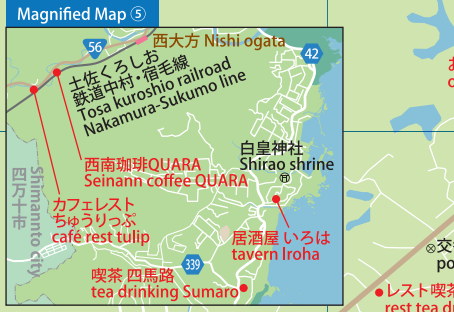 Magnified Map ⑤
西大方 Nishi ogata
56
42
土佐くろしお
鉄道中村・宿毛線
Tosa kuroshio railroad
Nakamura-Sukumo line
白皇神社
Shirao shrine
西南珈琲QUARA
Seinann coffee QUARA
四万十市
Shimannto city
カフェレスト
ちゅうりっぷ
café rest tulip
居酒屋 いろは
tavern Iroha
339
喫茶 四馬路
tea drinking Sumaro
レスト喫茶
rest tea